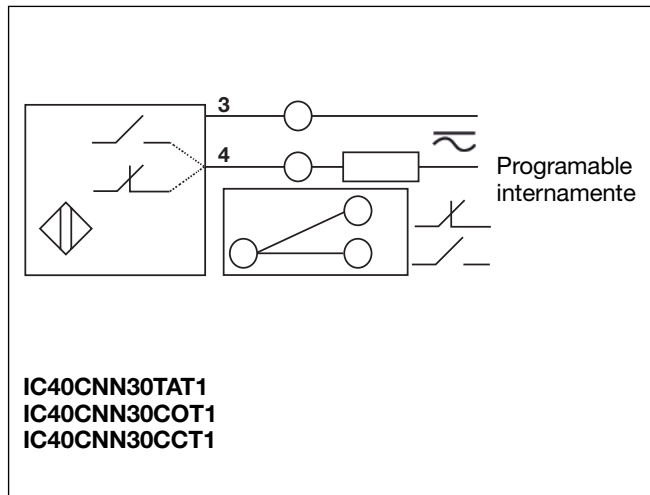 3
4
Programable
internamente
IC40CNN30TAT1
IC40CNN30COT1
IC40CNN30CCT1